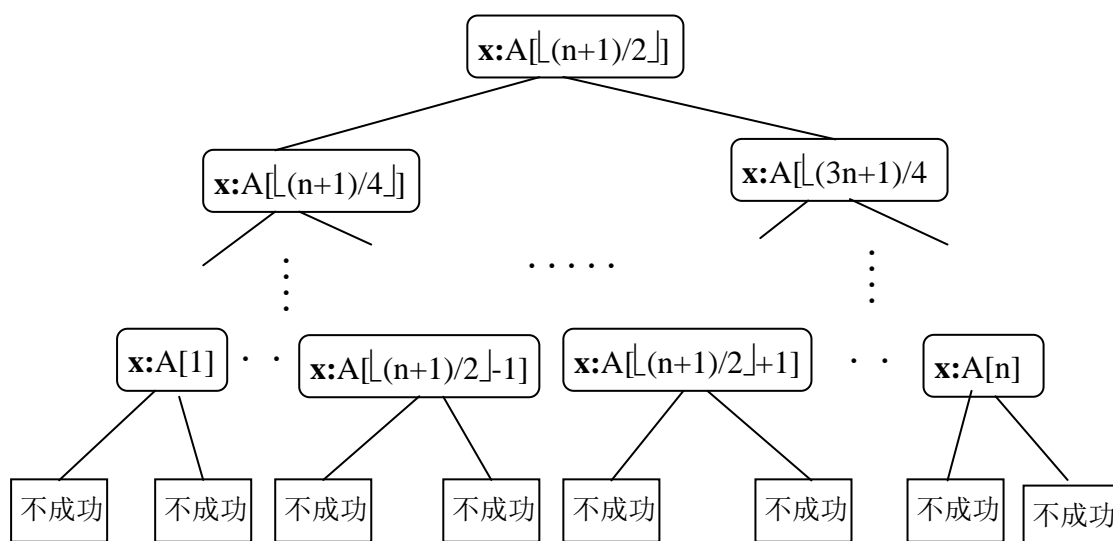 x:A[⌊(n+1)/2⌋]
x:A[⌊(n+1)/4⌋]
x:A[⌊(3n+1)/4
x:A[1]
x:A[⌊(n+1)/2⌋-1]
x:A[⌊(n+1)/2⌋+1]
x:A[n]
不成功
不成功
不成功
不成功
不成功
不成功
不成功
不成功